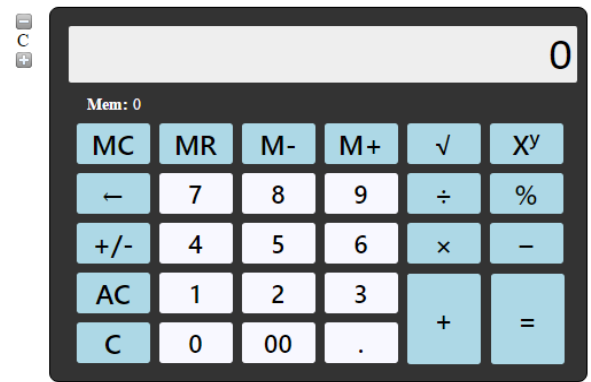 C
0
Mem: 0
MC MR M- M+ √ Xʸ
← 7 8 9 ÷ %
+/- 4 5 6 × −
AC 1 2 3 + =
C 0 00 .